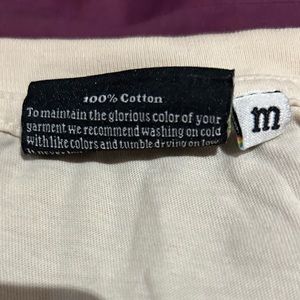 100% Cotton
To maintain the glorious color of your
garment we recommend washing on cold
with like colors and tumble drying on low.
m